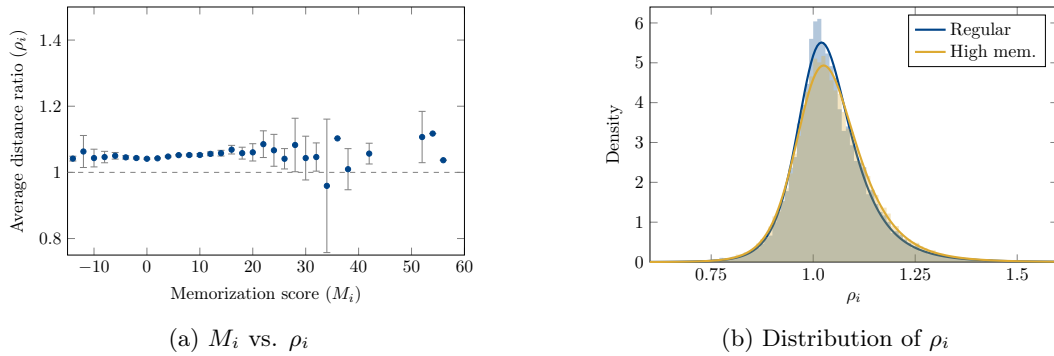 1.4
1.2
1
0.8
Average distance ratio (ρᵢ)
−10 0 10 20 30 40 50 60
Memorization score (Mᵢ)
(a) Mᵢ vs. ρᵢ
6
5
4
3
2
1
0
Density
Regular
High mem.
0.75 1.0 1.25 1.5
ρᵢ
(b) Distribution of ρᵢ